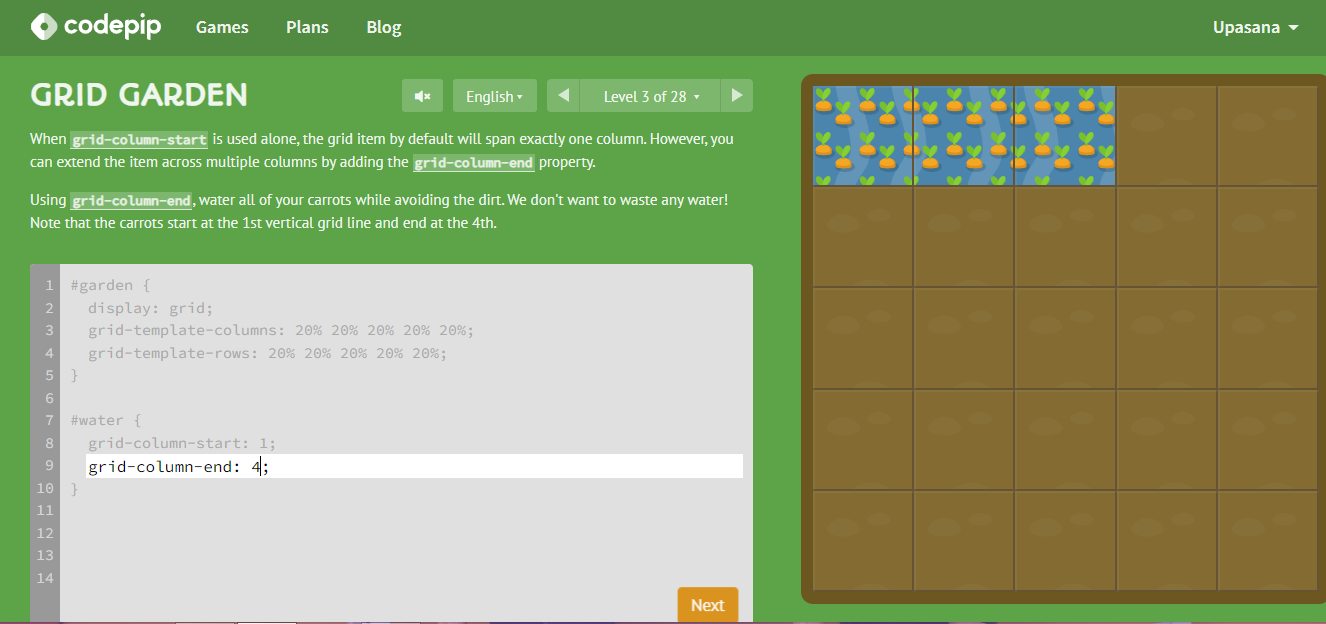 codepip Games Plans Blog Upasana
GRID GARDEN English Level 3 of 28
When grid-column-start is used alone, the grid item by default will span exactly one column. However, you
can extend the item across multiple columns by adding the grid-column-end property.
Using grid-column-end, water all of your carrots while avoiding the dirt. We don't want to waste any water!
Note that the carrots start at the 1st vertical grid line and end at the 4th.
1 #garden {
2 display: grid;
3 grid-template-columns: 20% 20% 20% 20% 20%;
4 grid-template-rows: 20% 20% 20% 20% 20%;
5 }
6
7 #water {
8 grid-column-start: 1;
9 grid-column-end: 4;
10 }
11
12
13
14
Next